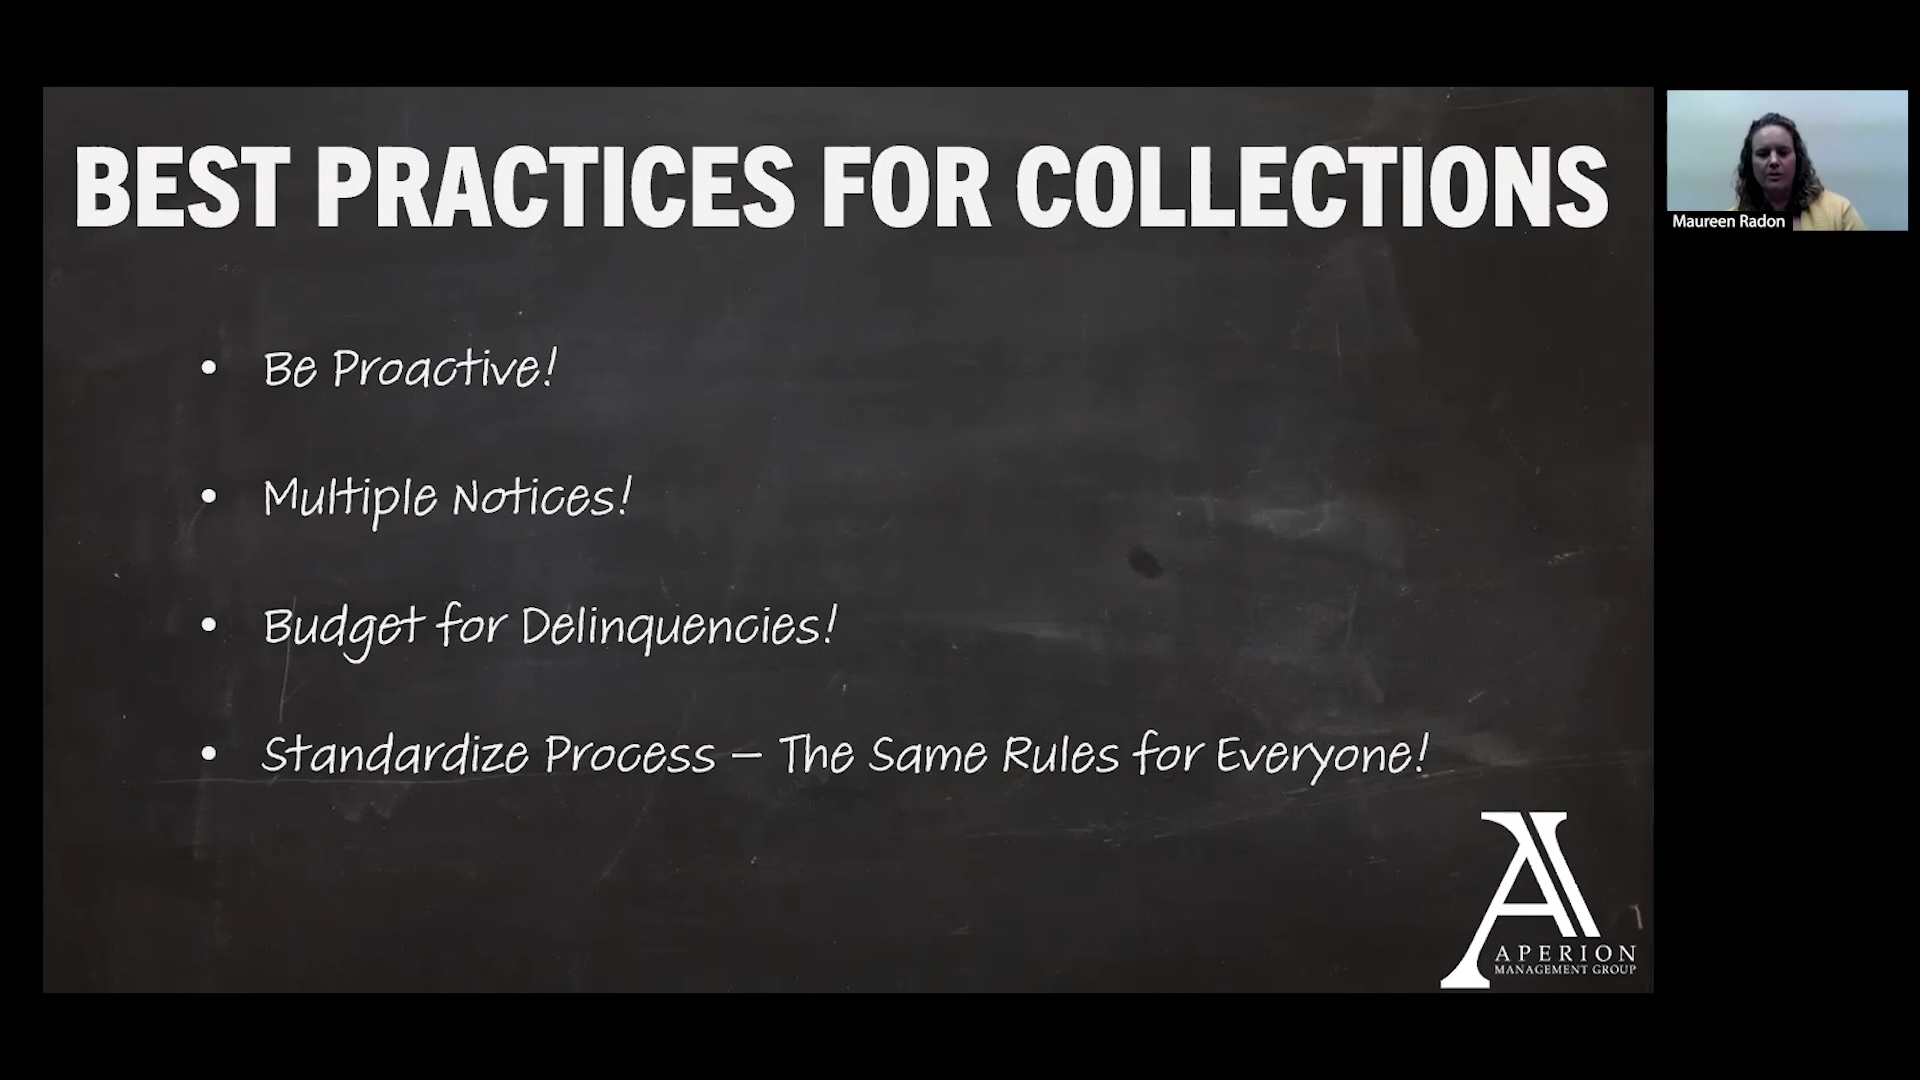 BEST PRACTICES FOR COLLECTIONS
• Be Proactive!
• Multiple Notices!
• Budget for Delinquencies!
• Standardize Process – The Same Rules for Everyone!
APERION
MANAGEMENT GROUP
Maureen Radon